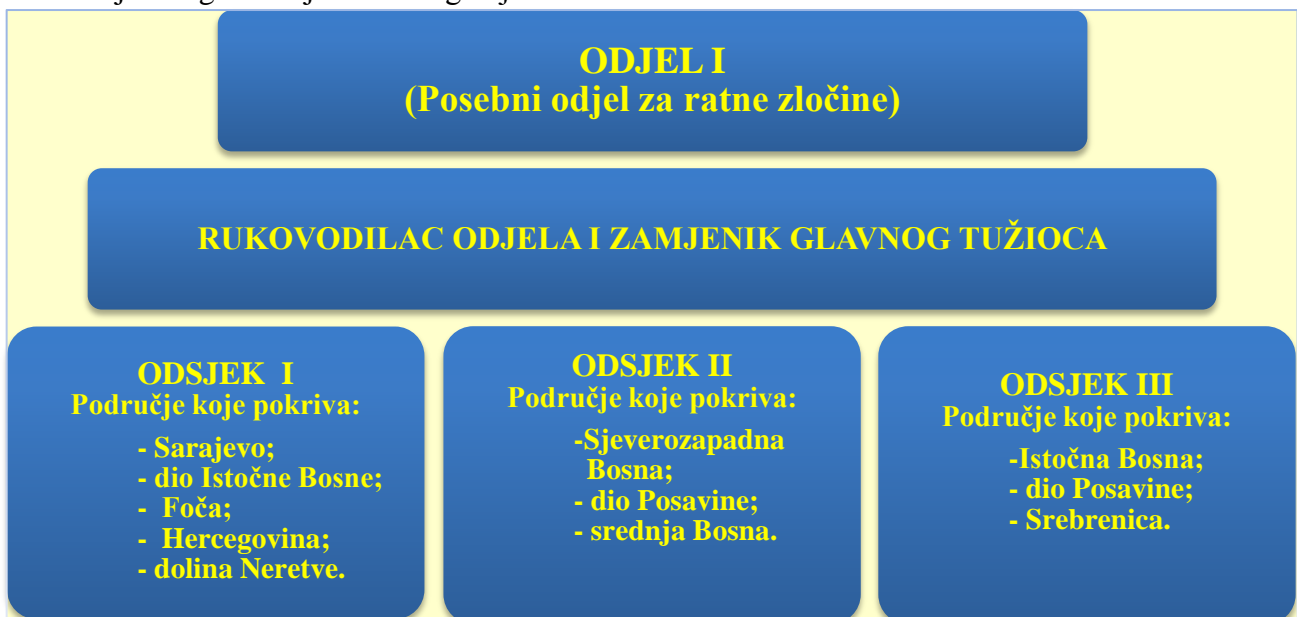 ODJEL I
(Posebni odjel za ratne zločine)
RUKOVODILAC ODJELA I ZAMJENIK GLAVNOG TUŽIOCA
ODSJEK I
Područje koje pokriva:
- Sarajevo;
- dio Istočne Bosne;
- Foča;
- Hercegovina;
- dolina Neretve.
ODSJEK II
Područje koje pokriva:
-Sjeverozapadna
Bosna;
- dio Posavine;
- srednja Bosna.
ODSJEK III
Područje koje pokriva:
-Istočna Bosna;
- dio Posavine;
- Srebrenica.